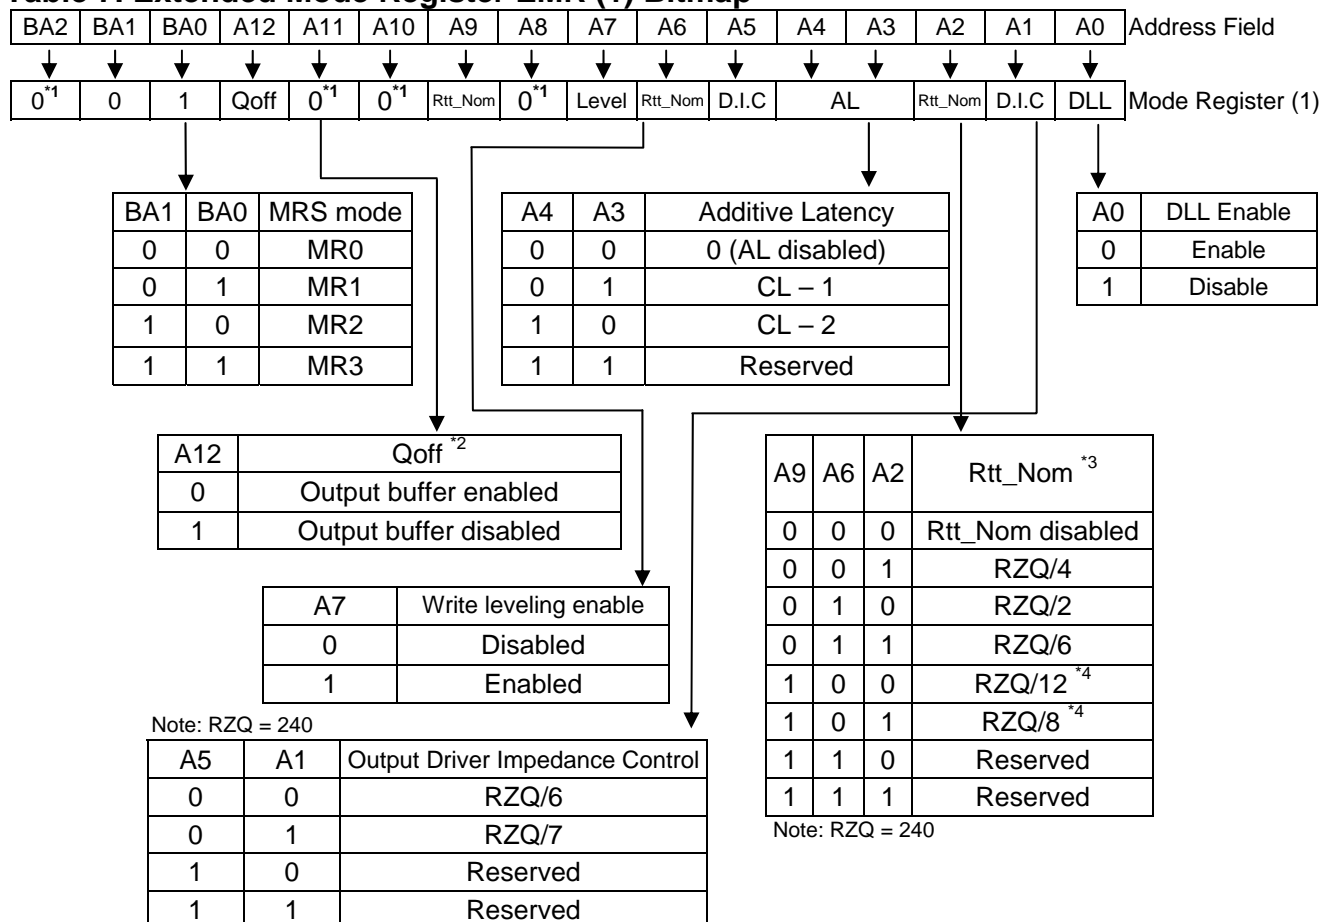 Table 7. Extended Mode Register EMR (1) Bitmap
BA2 BA1 BA0 A12 A11 A10 A9 A8 A7 A6 A5 A4 A3 A2 A1 A0 Address Field
0*1 0 1 Qoff 0*1 0*1 Rtt_Nom 0*1 Level Rtt_Nom D.I.C AL Rtt_Nom D.I.C DLL Mode Register (1)
BA1 BA0 MRS mode
0 0 MR0
0 1 MR1
1 0 MR2
1 1 MR3
A4 A3 Additive Latency
0 0 0 (AL disabled)
0 1 CL – 1
1 0 CL – 2
1 1 Reserved
A0 DLL Enable
0 Enable
1 Disable
A12 Qoff *2
0 Output buffer enabled
1 Output buffer disabled
A9 A6 A2 Rtt_Nom *3
0 0 0 Rtt_Nom disabled
0 0 1 RZQ/4
0 1 0 RZQ/2
0 1 1 RZQ/6
1 0 0 RZQ/12 *4
1 0 1 RZQ/8 *4
1 1 0 Reserved
1 1 1 Reserved
Note: RZQ = 240
A7 Write leveling enable
0 Disabled
1 Enabled
Note: RZQ = 240
A5 A1 Output Driver Impedance Control
0 0 RZQ/6
0 1 RZQ/7
1 0 Reserved
1 1 Reserved